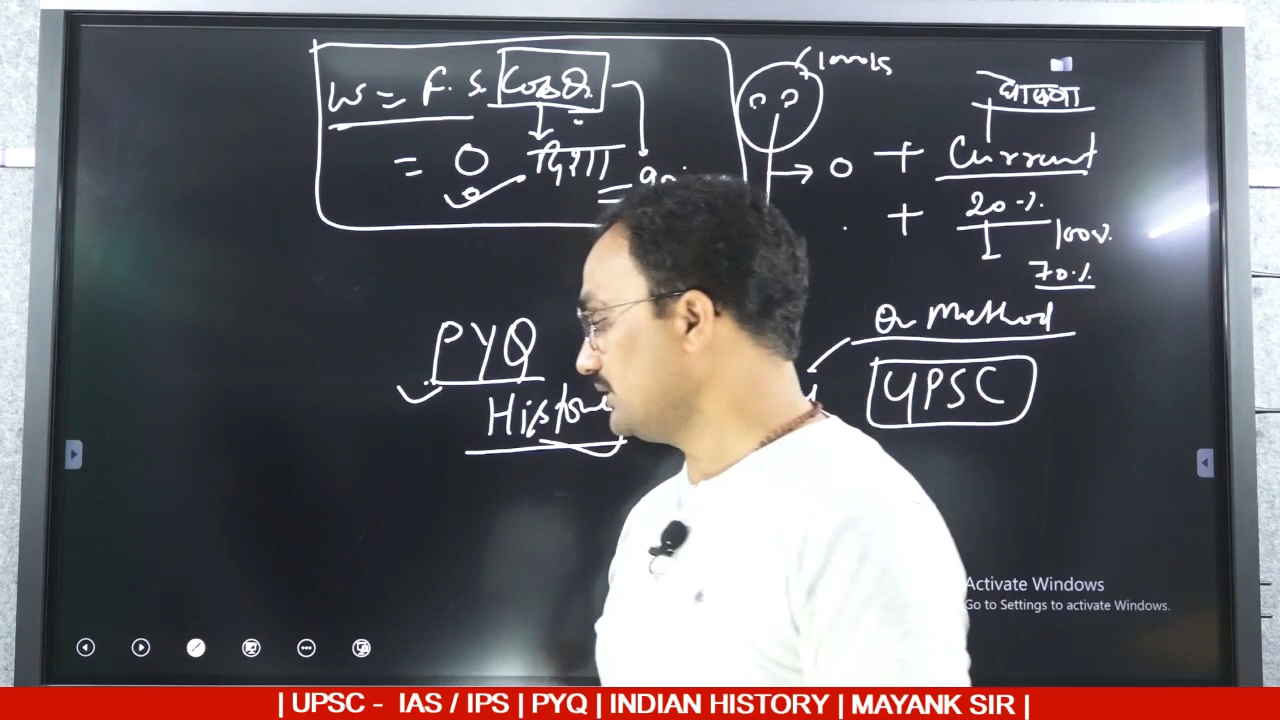 W = F. S. Cosθ.
= 0 दिशा
100%
+ Current
+ 20%
100%
70%
PYQ
Q Method
UPSC
Activate Windows
Go to Settings to activate Windows.
| UPSC - IAS / IPS | PYQ | INDIAN HISTORY | MAYANK SIR |